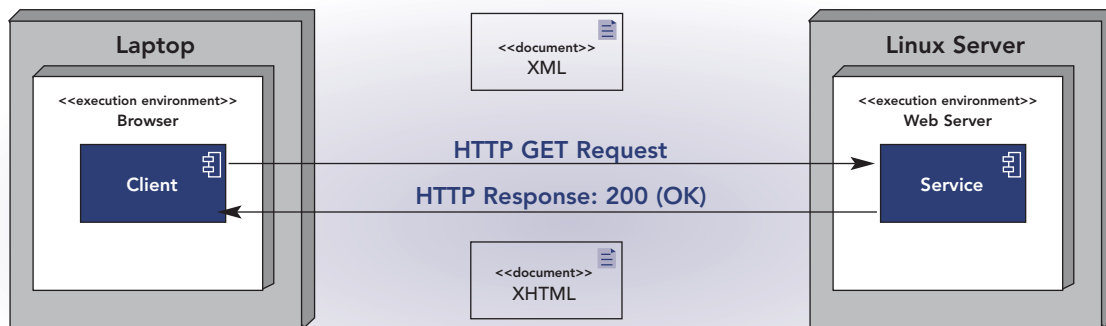 Laptop
<<execution environment>>
Browser
Client
<<document>>
XML
HTTP GET Request
HTTP Response: 200 (OK)
<<document>>
XHTML
Linux Server
<<execution environment>>
Web Server
Service